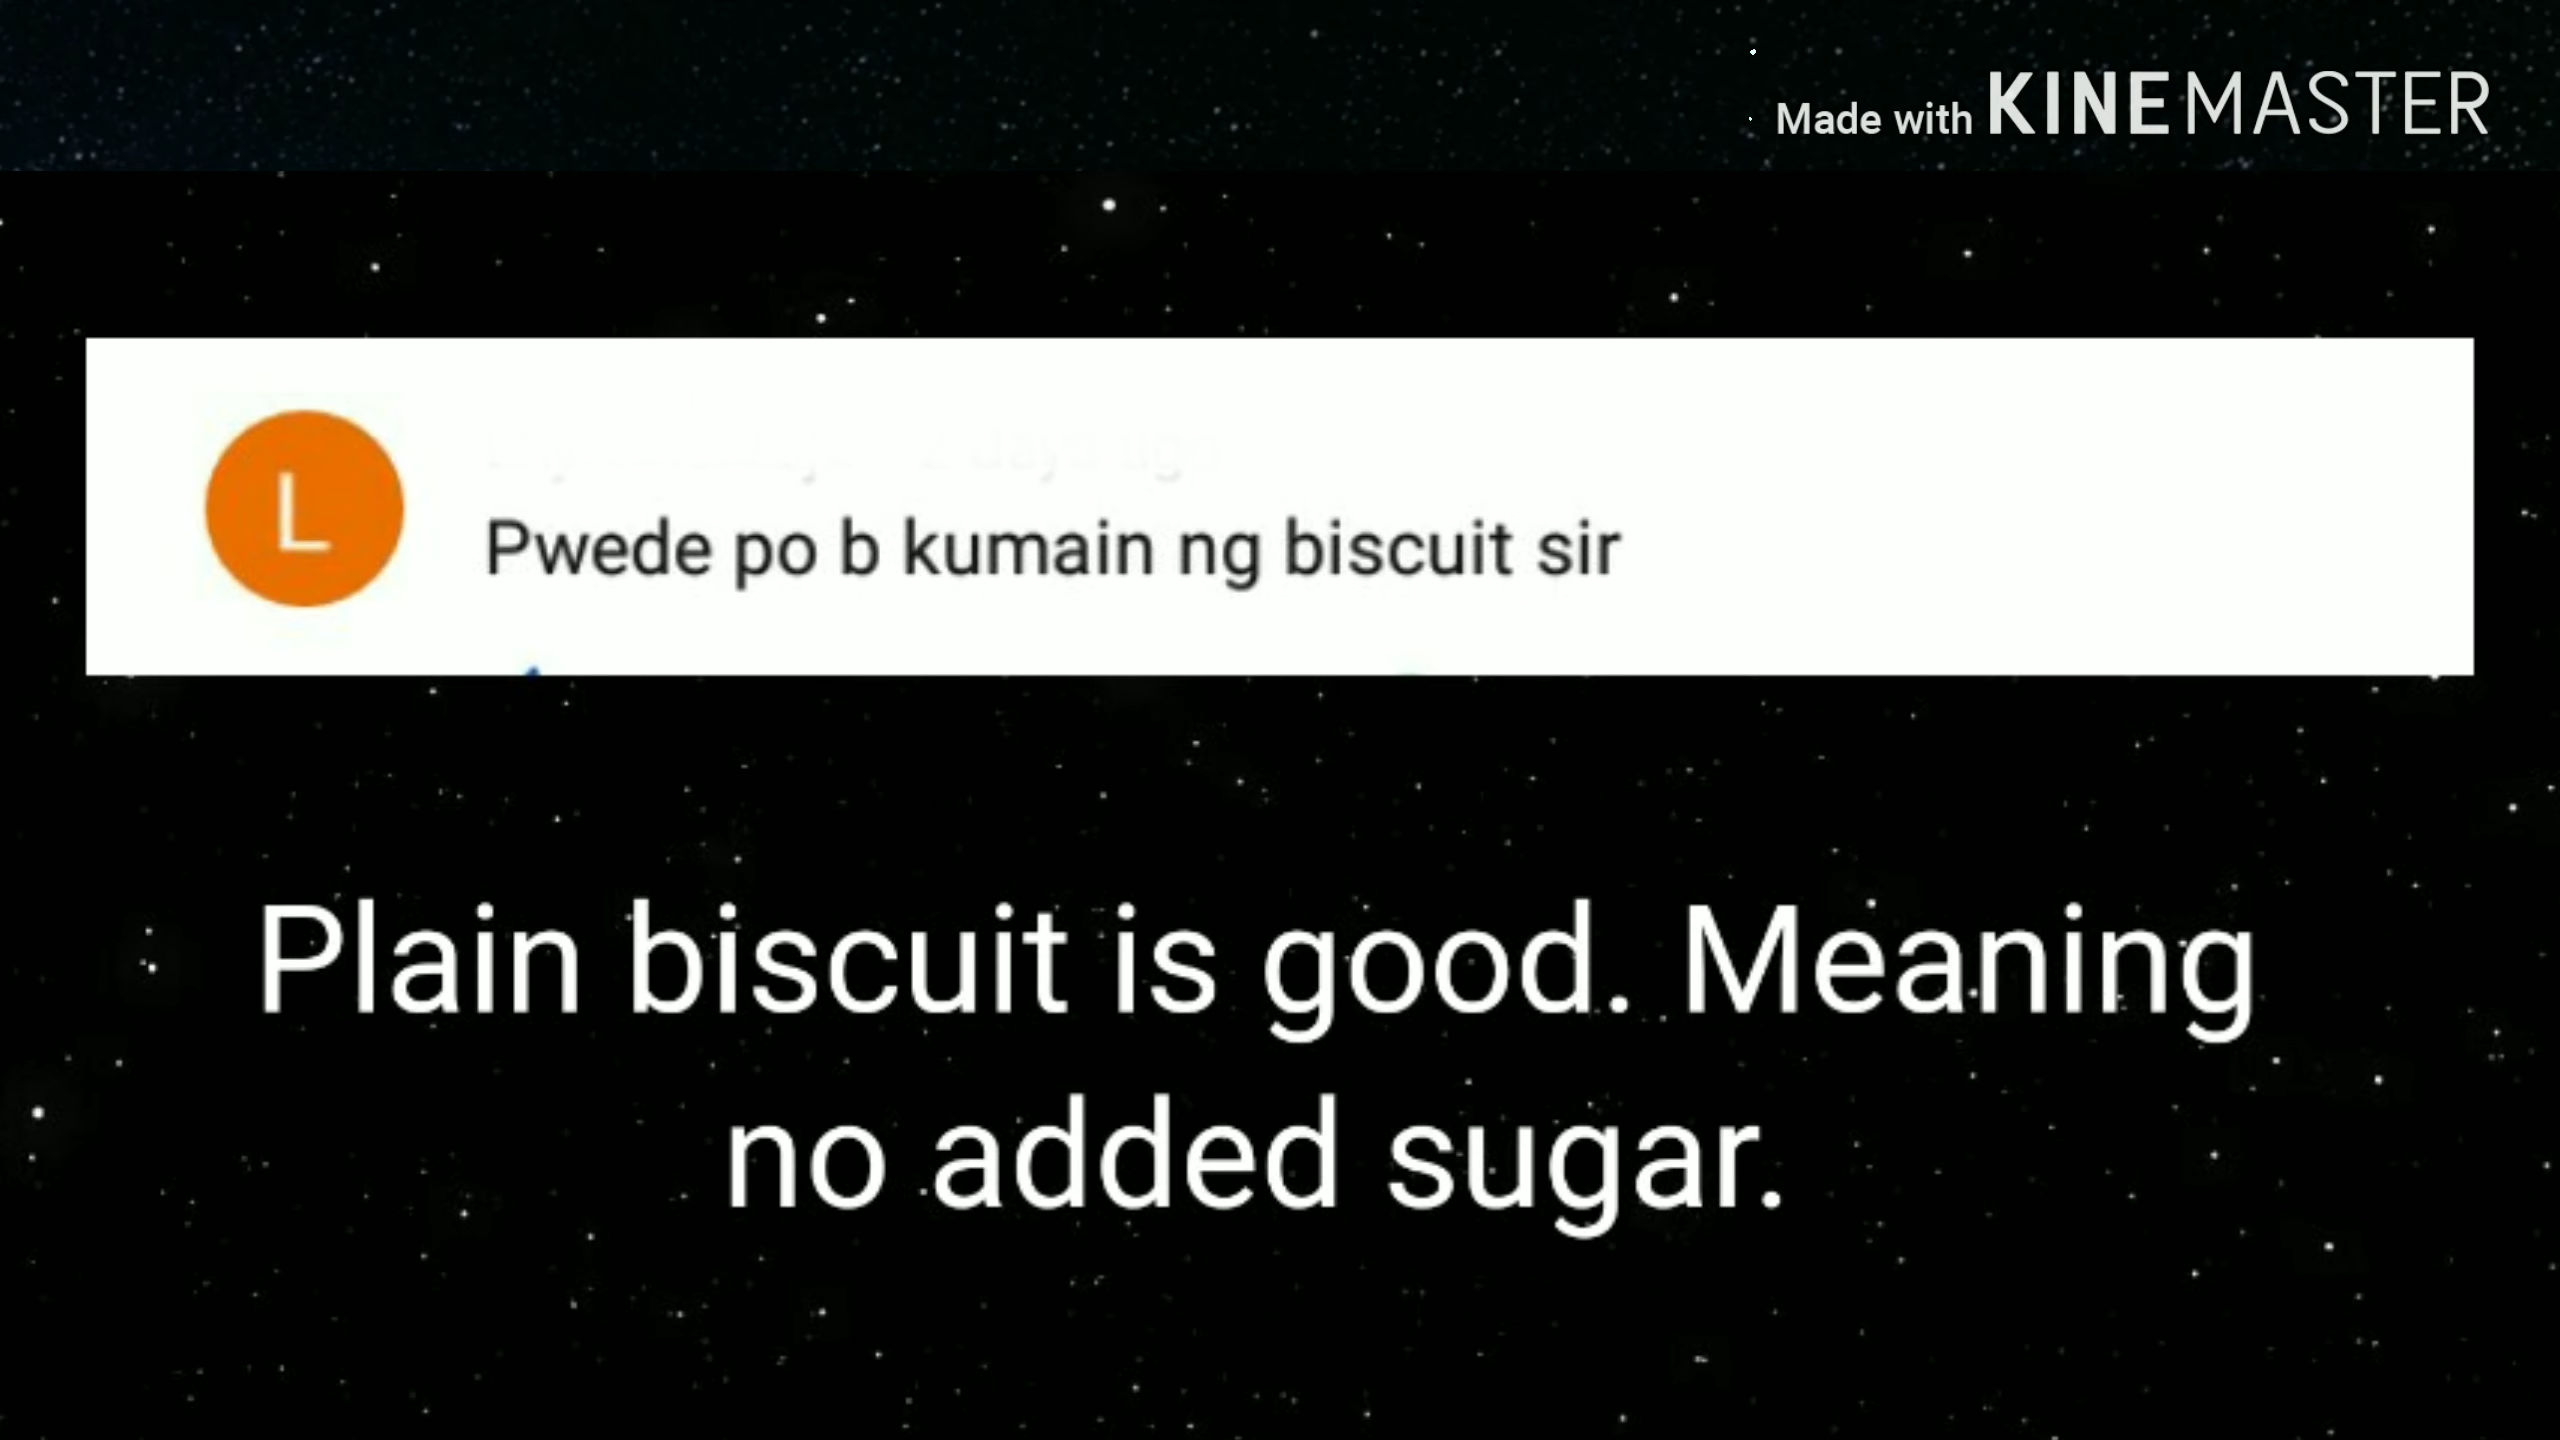 Made with KINEMASTER
L
Pwede po b kumain ng biscuit sir
Plain biscuit is good. Meaning
no added sugar.